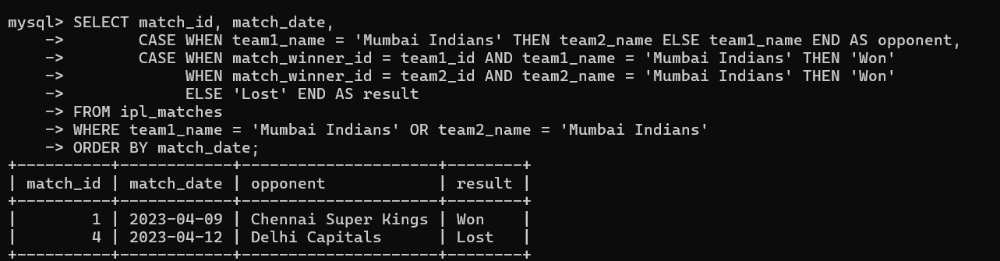 mysql> SELECT match_id, match_date,
    ->        CASE WHEN team1_name = 'Mumbai Indians' THEN team2_name ELSE team1_name END AS opponent,
    ->        CASE WHEN match_winner_id = team1_id AND team1_name = 'Mumbai Indians' THEN 'Won'
    ->             WHEN match_winner_id = team2_id AND team2_name = 'Mumbai Indians' THEN 'Won'
    ->             ELSE 'Lost' END AS result
    -> FROM ipl_matches
    -> WHERE team1_name = 'Mumbai Indians' OR team2_name = 'Mumbai Indians'
    -> ORDER BY match_date;
+----------+------------+---------------------+--------+
| match_id | match_date | opponent            | result |
+----------+------------+---------------------+--------+
|        1 | 2023-04-09 | Chennai Super Kings | Won    |
|        4 | 2023-04-12 | Delhi Capitals      | Lost   |
+----------+------------+---------------------+--------+